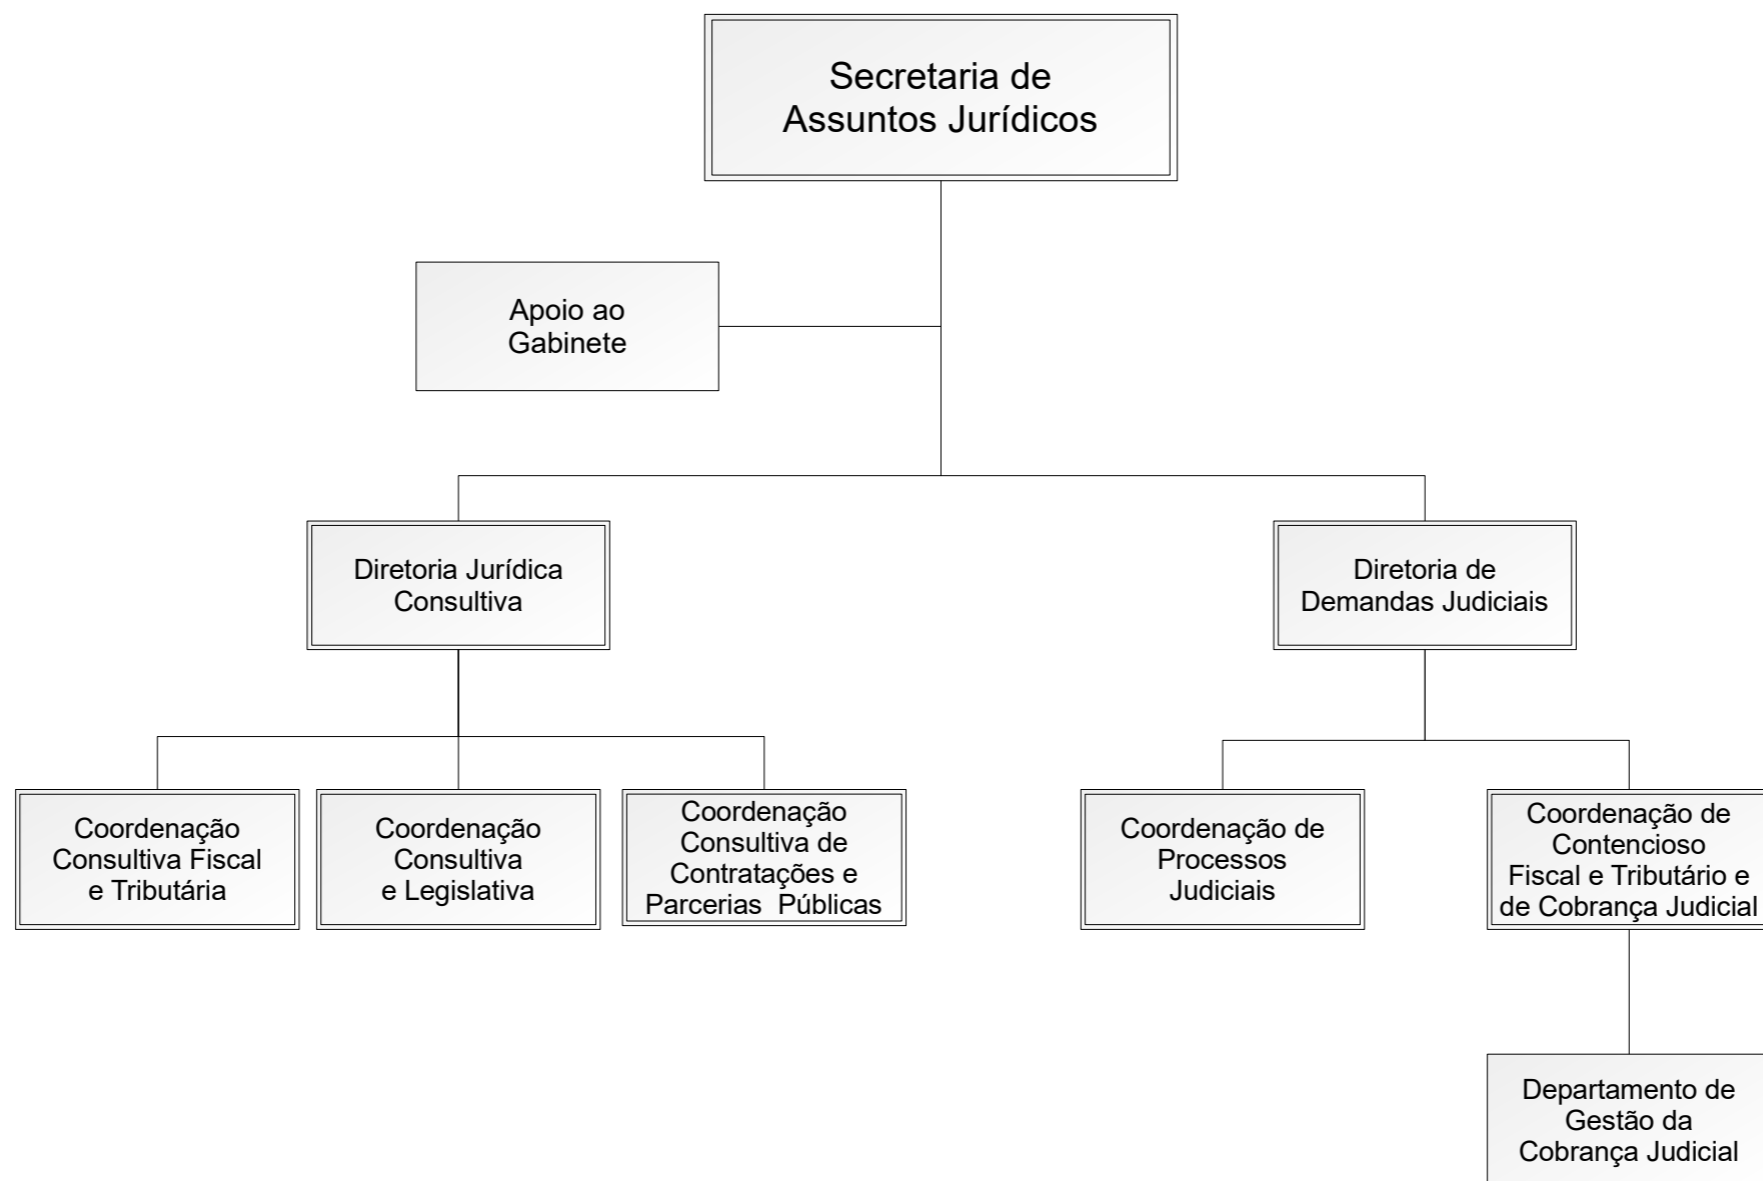 Secretaria de
Assuntos Jurídicos
Apoio ao
Gabinete
Diretoria Jurídica
Consultiva
Diretoria de
Demandas Judiciais
Coordenação
Consultiva Fiscal
e Tributária
Coordenação
Consultiva
e Legislativa
Coordenação
Consultiva de
Contratações e
Parcerias  Públicas
Coordenação de
Processos
Judiciais
Coordenação de
Contencioso
Fiscal e Tributário e
de Cobrança Judicial
Departamento de
Gestão da
Cobrança Judicial